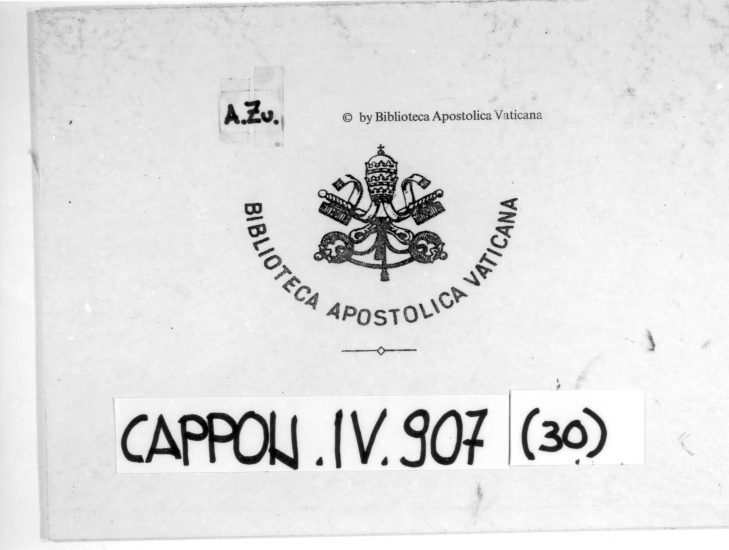 A.Zu.
© by Biblioteca Apostolica Vaticana
BIBLIOTECA APOSTOLICA VATICANA
CAPPON.IV.907 (30)